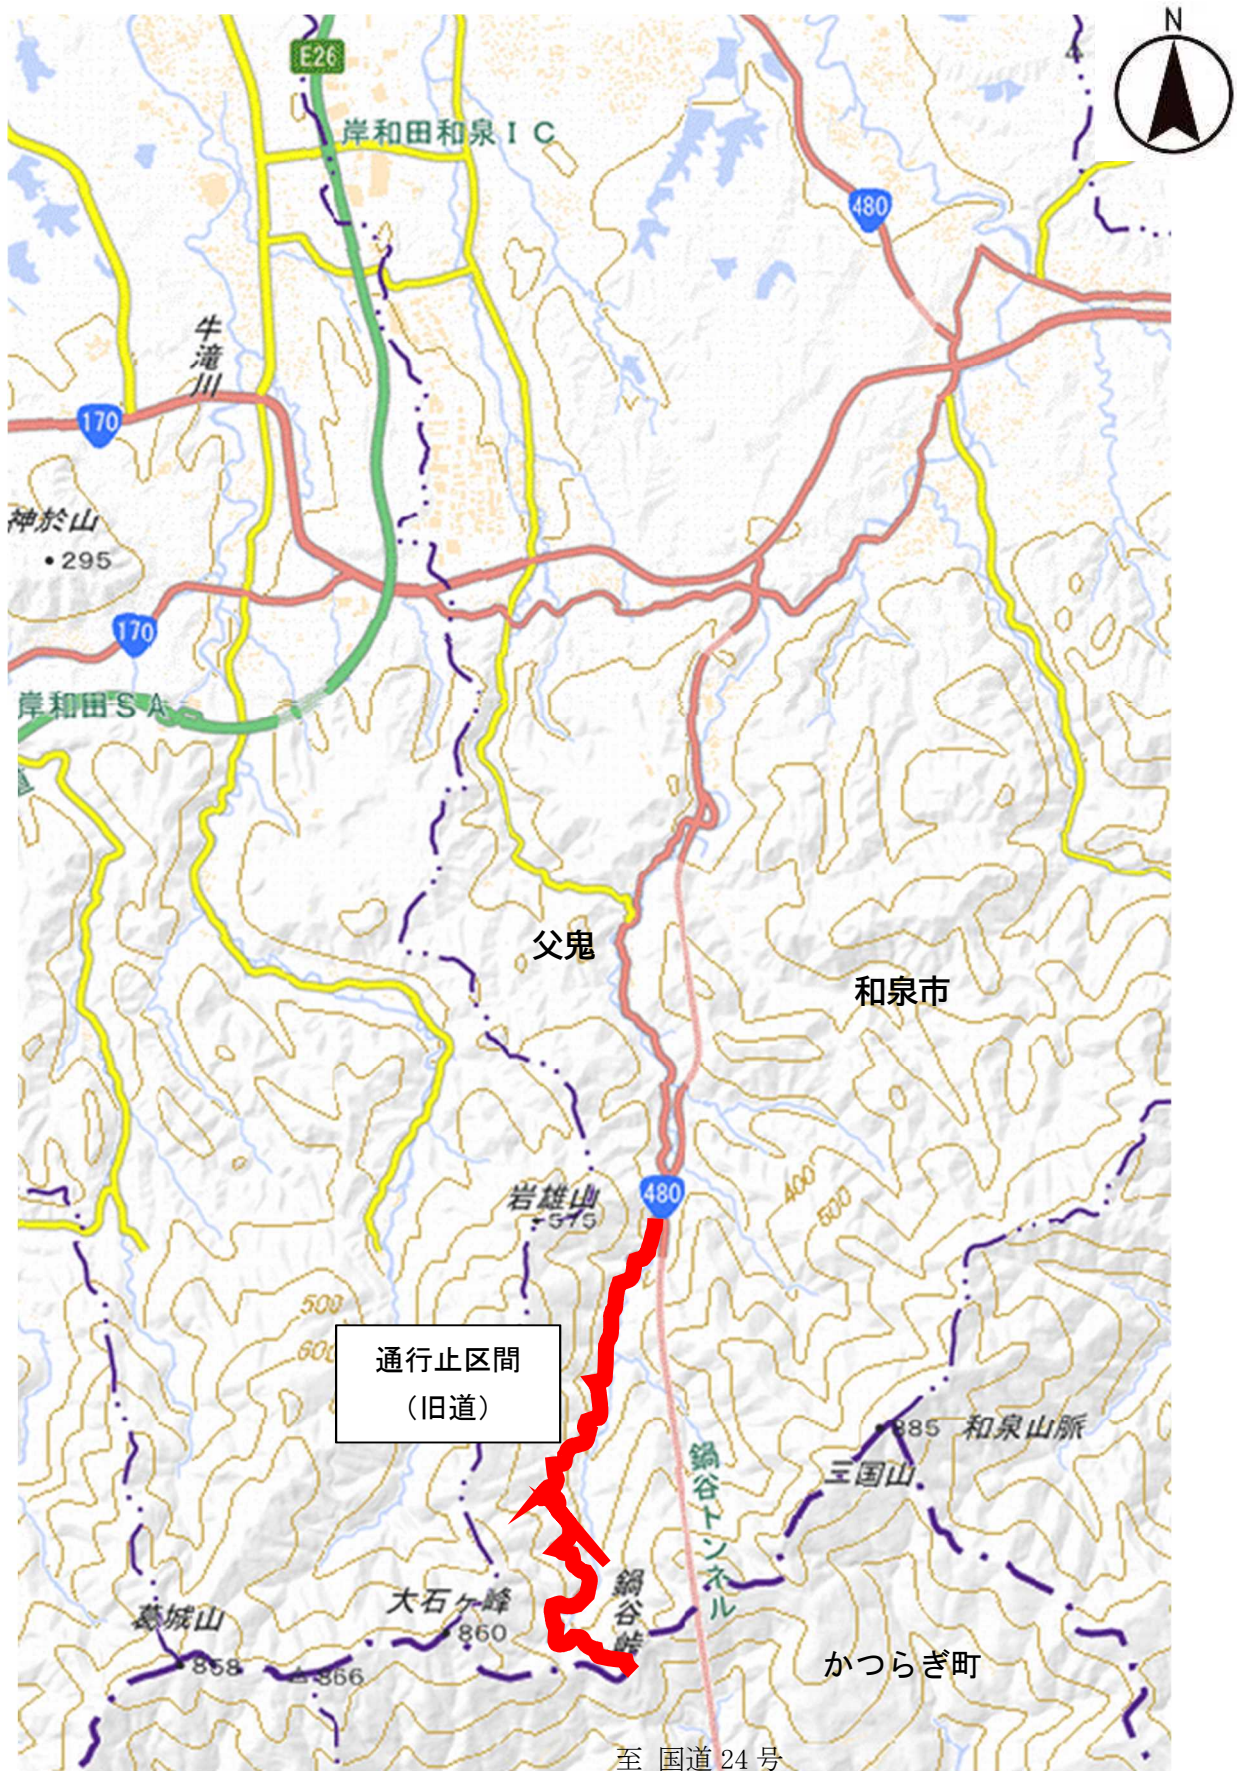 N
E26
岸和田和泉ＩＣ
480
牛滝川
170
神於山
295
170
岸和田ＳＡ
父鬼
和泉市
岩雄山
575
480
400
500
500
600
通行止区間
（旧道）
885
和泉山脈
三国山
鍋谷トンネル
鍋谷峠
大石ヶ峰
860
葛城山
858
866
かつらぎ町
至 国道 24 号